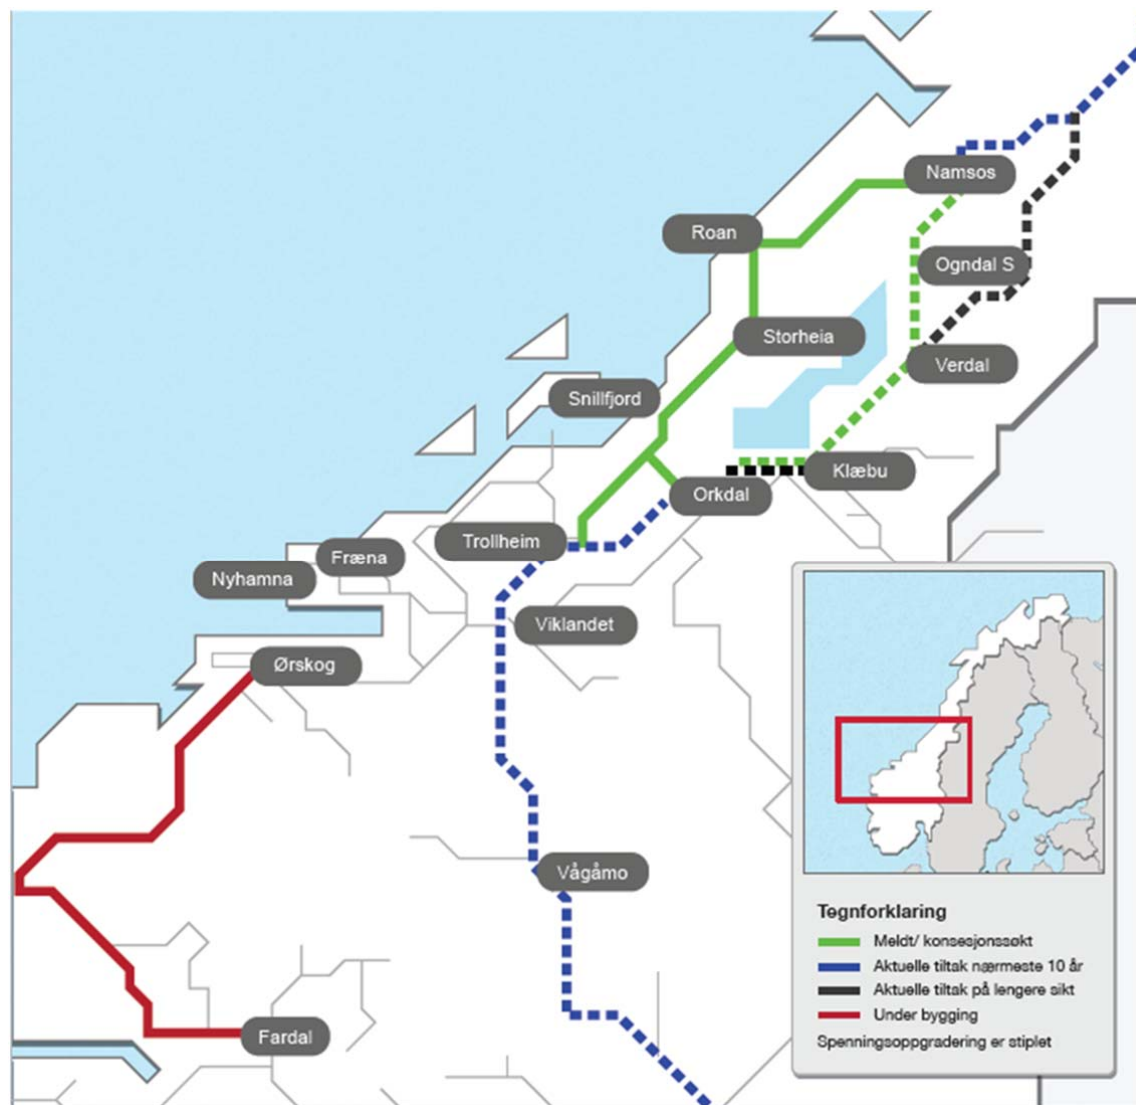 Namsos
Roan
Ogndal S
Storheia
Verdal
Snillfjord
Klæbu
Orkdal
Trollheim
Fræna
Nyhamna
Viklandet
Ørskog
Vågåmo
Fardal
Tegnforklaring
Meldt/ konsesjonssøkt
Aktuelle tiltak nærmeste 10 år
Aktuelle tiltak på lengere sikt
Under bygging
Spenningsoppgradering er stiplet